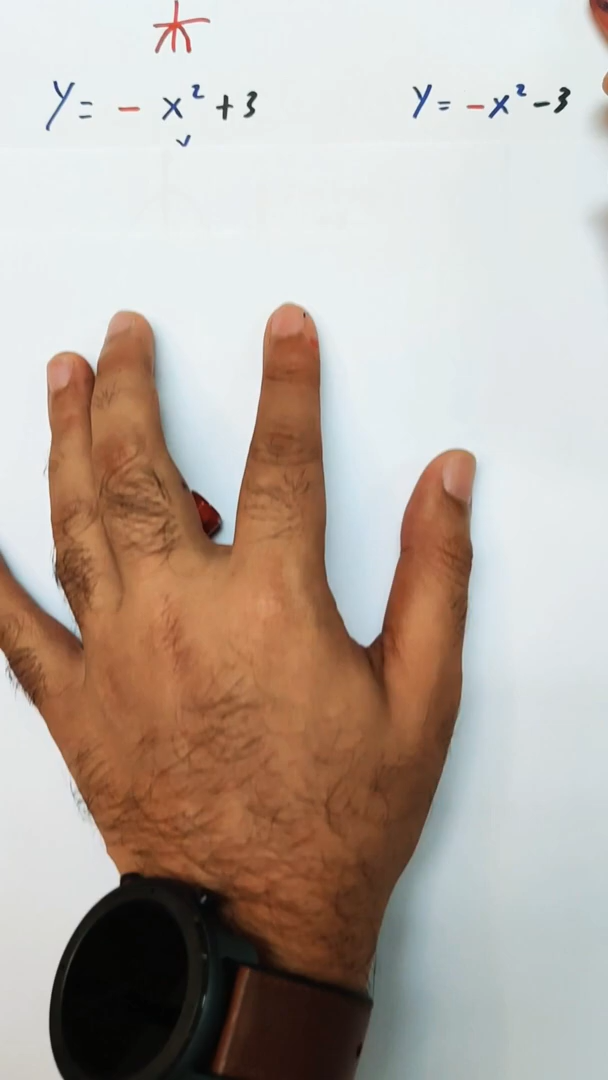 y = - x² + 3
y = - x² - 3